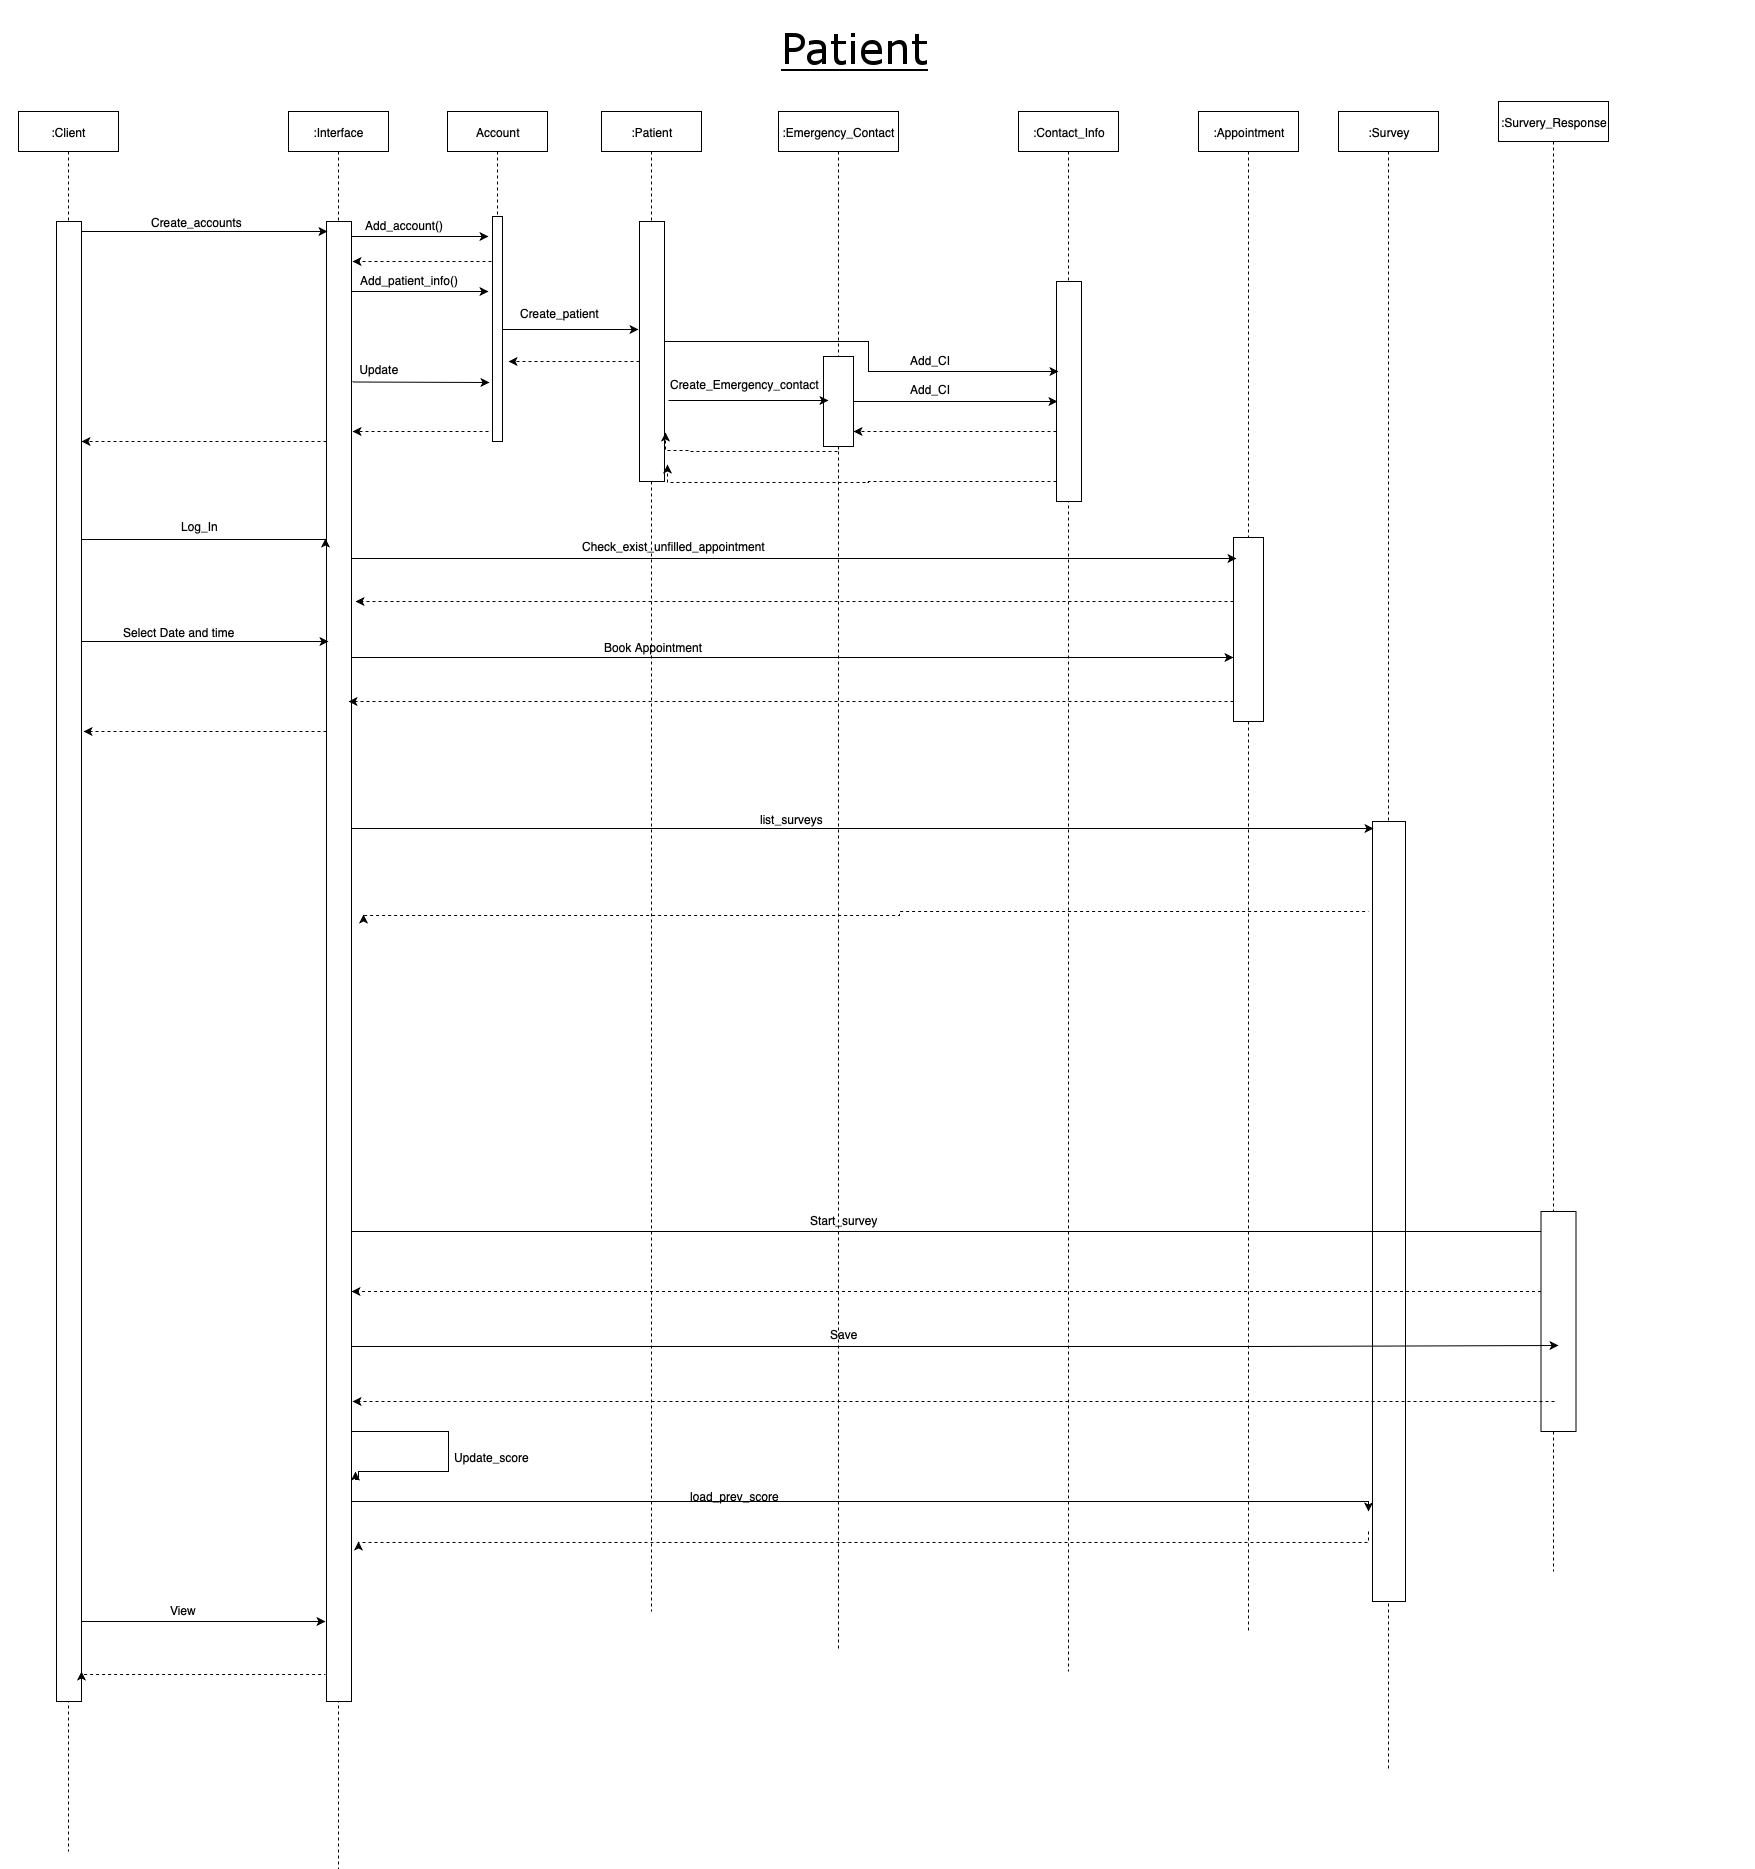 Patient
:Client
:Interface
Account
:Patient
:Emergency_Contact
:Contact_Info
:Appointment
:Survey
:Survery_Response
Create_accounts
Add_account()
Add_patient_info()
Create_patient
Add_CI
Update
Create_Emergency_contact
Add_CI
Log_In
Check_exist_unfilled_appointment
Select Date and time
Book Appointment
list_surveys
Start_survey
Save
Update_score
load_prev_score
View